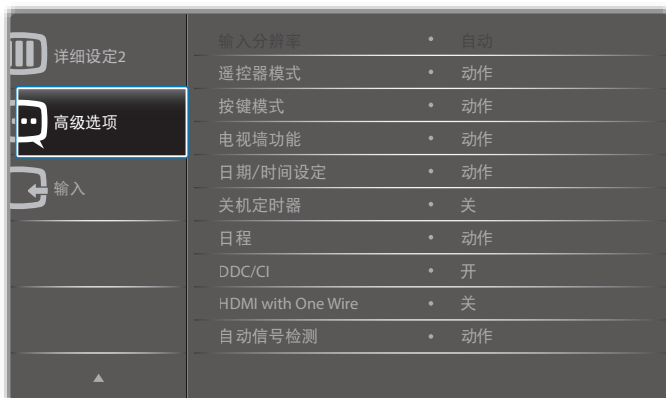 详细设定2
高级选项
输入
输入分辨率 • 自动
遥控器模式 • 动作
按键模式 • 动作
电视墙功能 • 动作
日期/时间设定 • 动作
关机定时器 • 关
日程 • 动作
DDC/CI • 开
HDMI with One Wire • 关
自动信号检测 • 动作